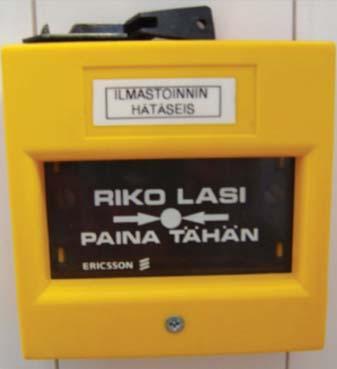 ILMASTOINNIN
HÄTÄSEIS
RIKO LASI
PAINA TÄHÄN
ERICSSON